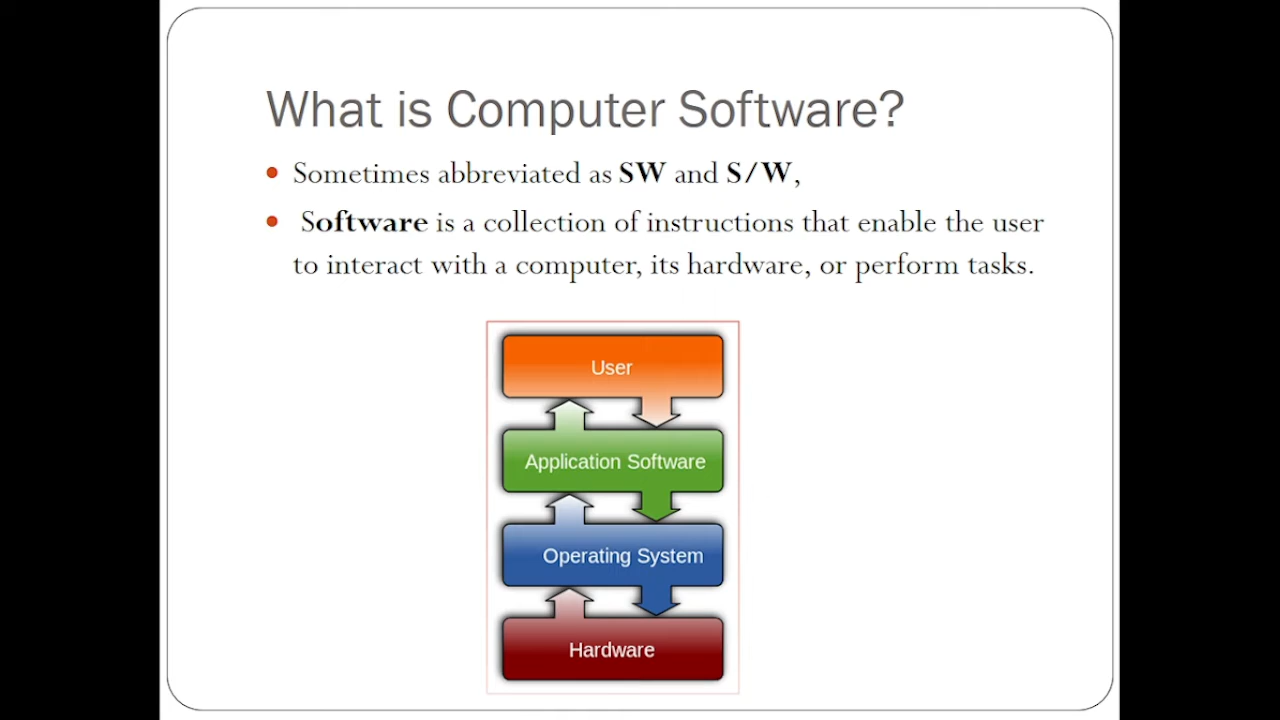 What is Computer Software?
Sometimes abbreviated as SW and S/W,
Software is a collection of instructions that enable the user
to interact with a computer, its hardware, or perform tasks.
User
Application Software
Operating System
Hardware